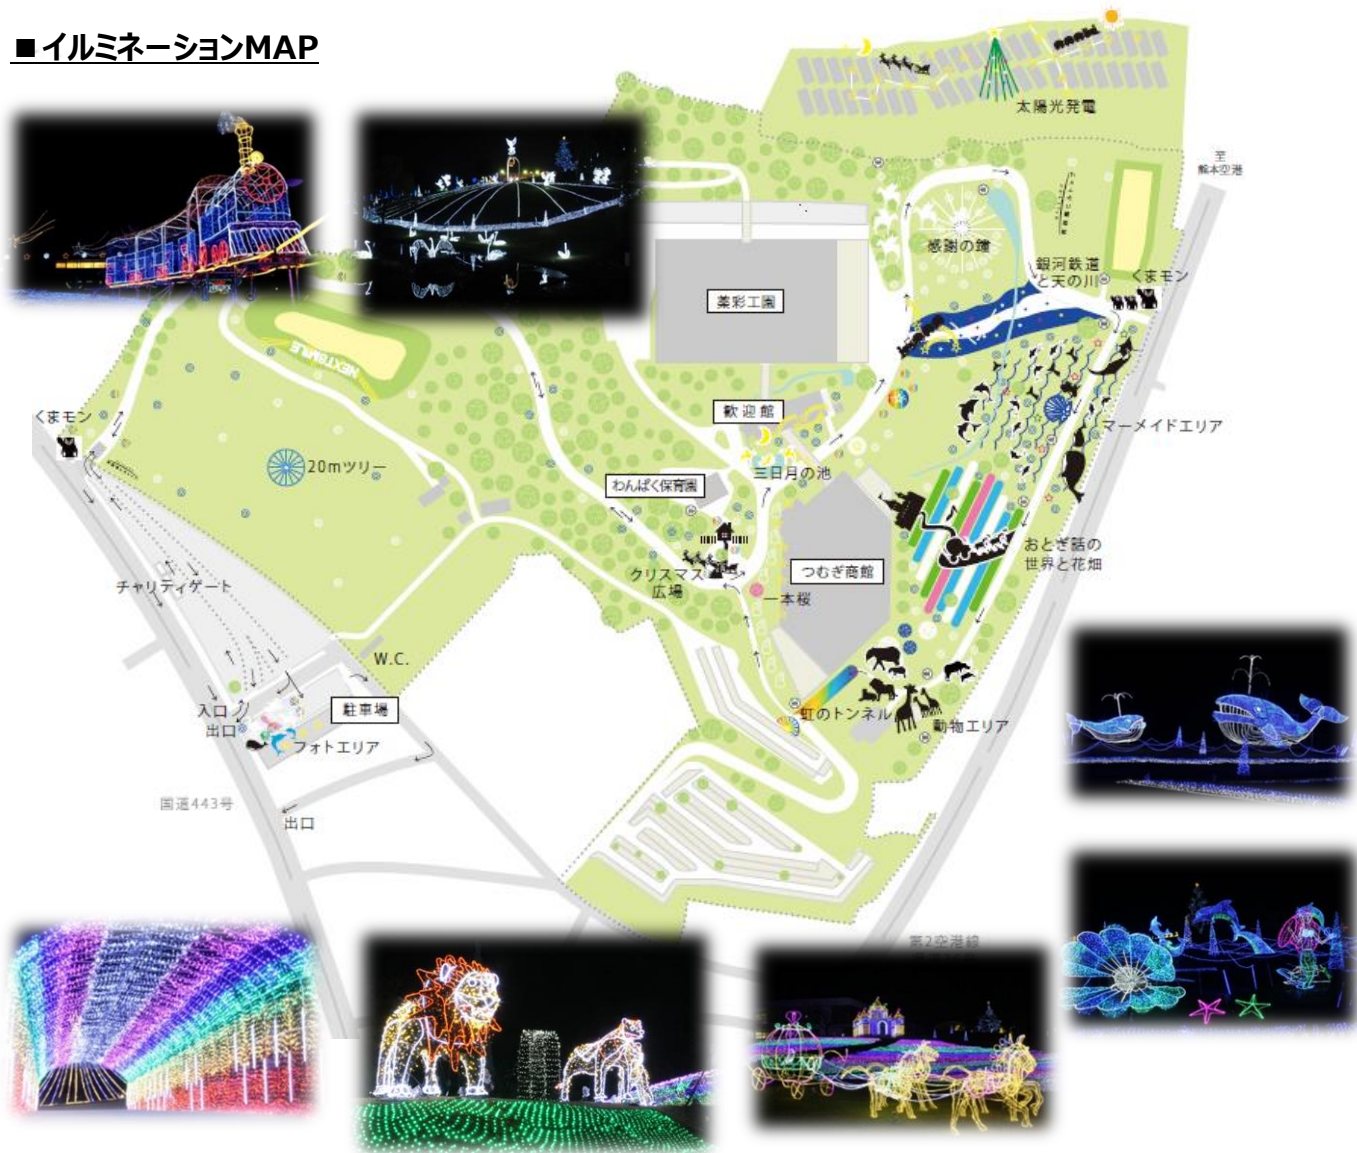 ■イルミネーションMAP
太陽光発電
至
熊本空港
感謝の鐘
銀河鉄道
と天の川
くまモン
薬彩工園
NEXTSMILE
歓迎館
くまモン
マーメイドエリア
20mツリー
三日月の池
わんぱく保育園
おとぎ話の
世界と花畑
クリスマス
広場
つむぎ商館
チャリティゲート
一本桜
W.C.
入口
出口
駐車場
虹のトンネル
動物エリア
フォトエリア
国道443号
出口
第2空港線